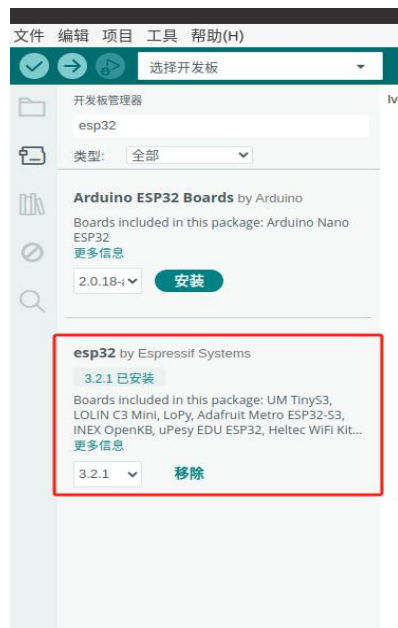 文件 编辑 项目 工具 帮助(H)
选择开发板
开发板管理器
lv
esp32
类型: 全部
Arduino ESP32 Boards by Arduino
Boards included in this package: Arduino Nano
ESP32
更多信息
2.0.18-a 安装
esp32 by Espressif Systems
3.2.1 已安装
Boards included in this package: UM TinyS3,
LOLIN C3 Mini, LoPy, Adafruit Metro ESP32-S3,
INEX OpenKB, uPesy EDU ESP32, Heltec WiFi Kit...
更多信息
3.2.1 移除